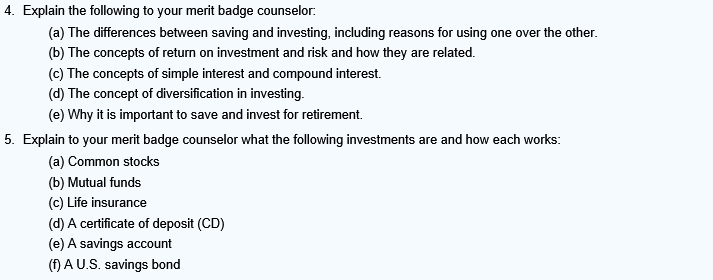 4. Explain the following to your merit badge counselor:
(a) The differences between saving and investing, including reasons for using one over the other.
(b) The concepts of return on investment and risk and how they are related.
(c) The concepts of simple interest and compound interest.
(d) The concept of diversification in investing.
(e) Why it is important to save and invest for retirement.
5. Explain to your merit badge counselor what the following investments are and how each works:
(a) Common stocks
(b) Mutual funds
(c) Life insurance
(d) A certificate of deposit (CD)
(e) A savings account
(f) A U.S. savings bond